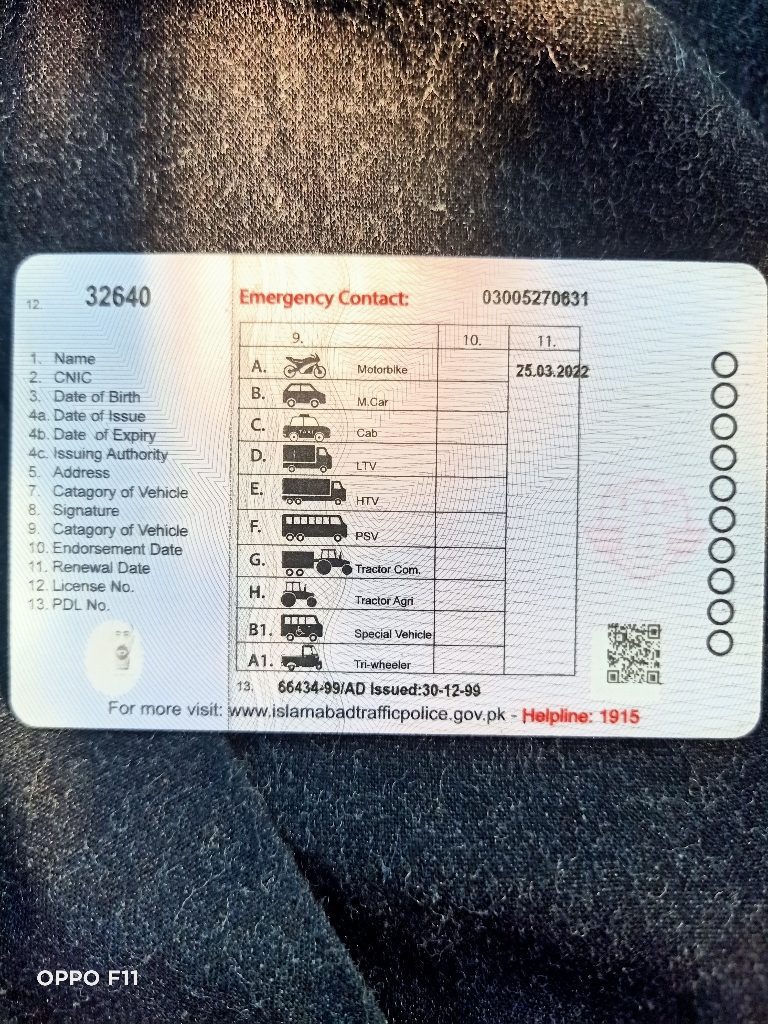 12. 32640
Emergency Contact: 03005270631
1. Name
2. CNIC
3. Date of Birth
4a. Date of Issue
4b. Date of Expiry
4c. Issuing Authority
5. Address
7. Catagory of Vehicle
8. Signature
9. Catagory of Vehicle
10. Endorsement Date
11. Renewal Date
12. License No.
13. PDL No.
9. 10. 11.
A. Motorbike 25.03.2022
B. M.Car
C. TAXI Cab
D. LTV
E. HTV
F. PSV
G. Tractor Com.
H. Tractor Agri
B1. Special Vehicle
A1. Tri-wheeler
13. 66434-99/AD Issued:30-12-99
For more visit: www.islamabadtrafficpolice.gov.pk - Helpline: 1915
OPPO F11